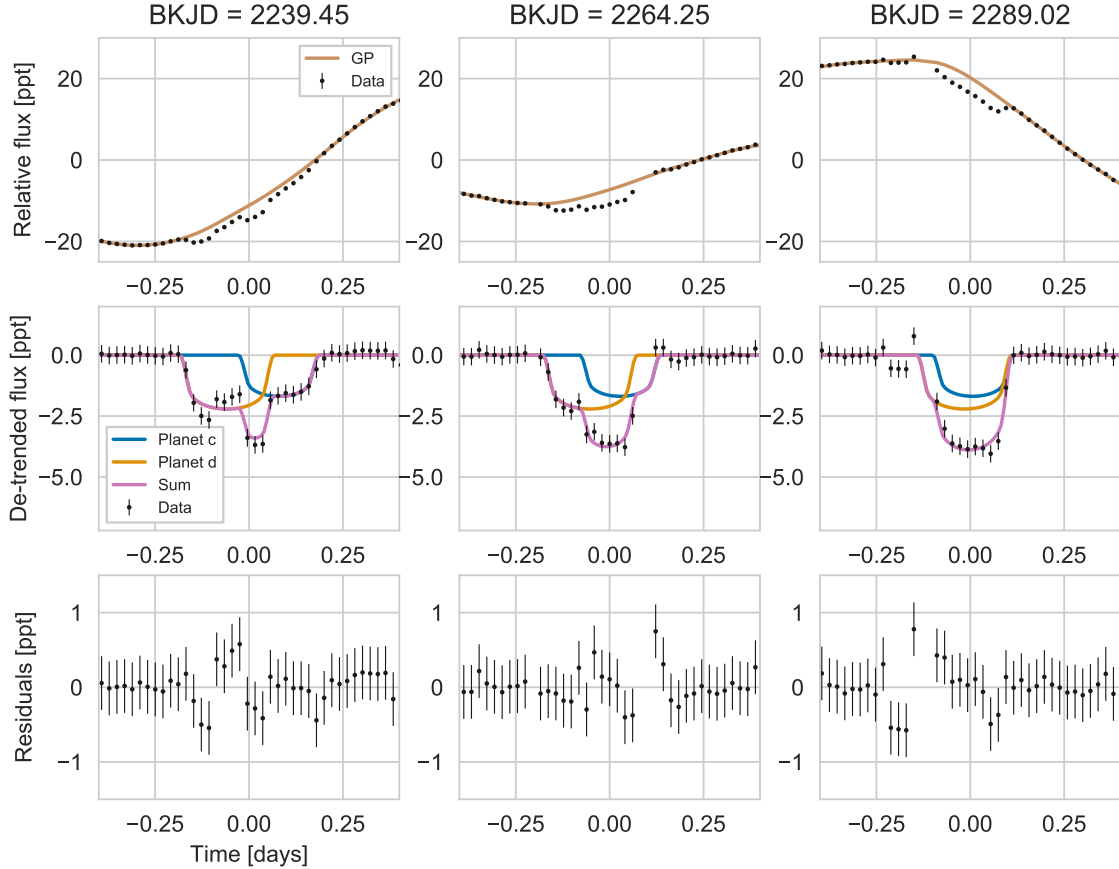 BKJD = 2239.45 BKJD = 2264.25 BKJD = 2289.02
Relative flux [ppt]
20
0
−20
GP
Data
−0.25 0.00 0.25
20
0
−20
−0.25 0.00 0.25
20
0
−20
−0.25 0.00 0.25
De-trended flux [ppt]
0.0
−2.5
−5.0
Planet c
Planet d
Sum
Data
−0.25 0.00 0.25
0.0
−2.5
−5.0
−0.25 0.00 0.25
0.0
−2.5
−5.0
−0.25 0.00 0.25
Residuals [ppt]
1
0
−1
−0.25 0.00 0.25
Time [days]
1
0
−1
−0.25 0.00 0.25
1
0
−1
−0.25 0.00 0.25